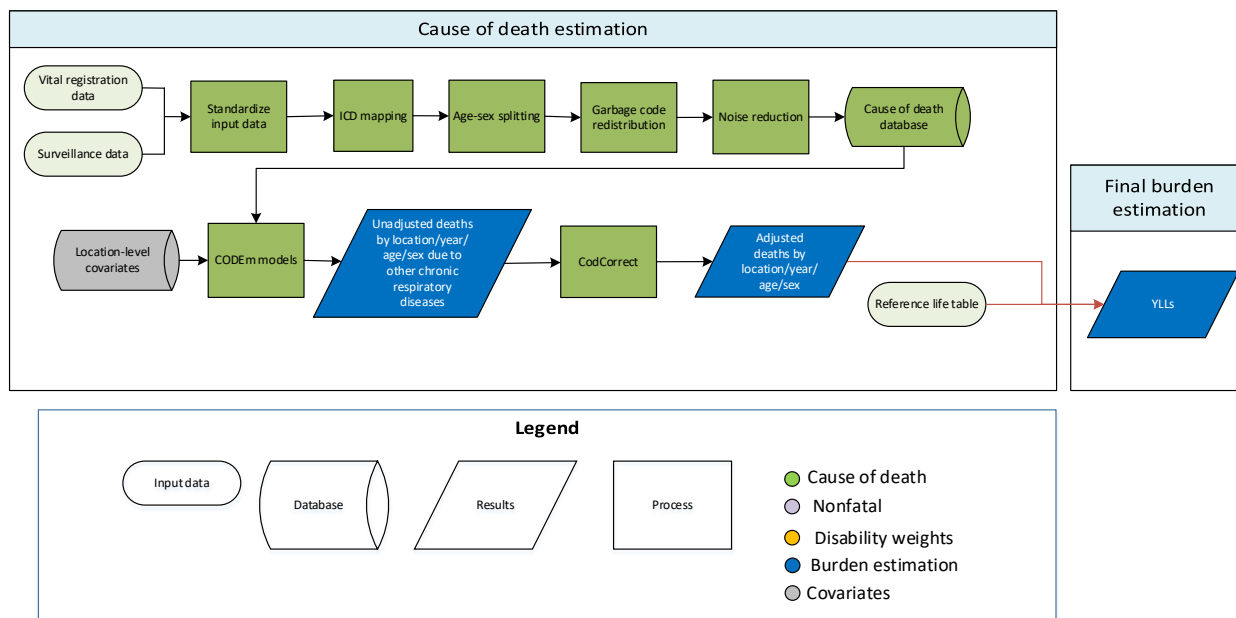 Cause of death estimation
Vital registration
data
Surveillance data
Standardize
input data
ICD mapping
Age-sex splitting
Garbage code
redistribution
Noise reduction
Cause of death
database
Location-level
covariates
CODEm models
Unadjusted deaths
by location/year/
age/sex due to
other chronic
respiratory
diseases
CodCorrect
Adjusted
deaths by
location/year/
age/sex
Reference life table
Final burden
estimation
YLLs
Legend
Input data
Database
Results
Process
Cause of death
Nonfatal
Disability weights
Burden estimation
Covariates